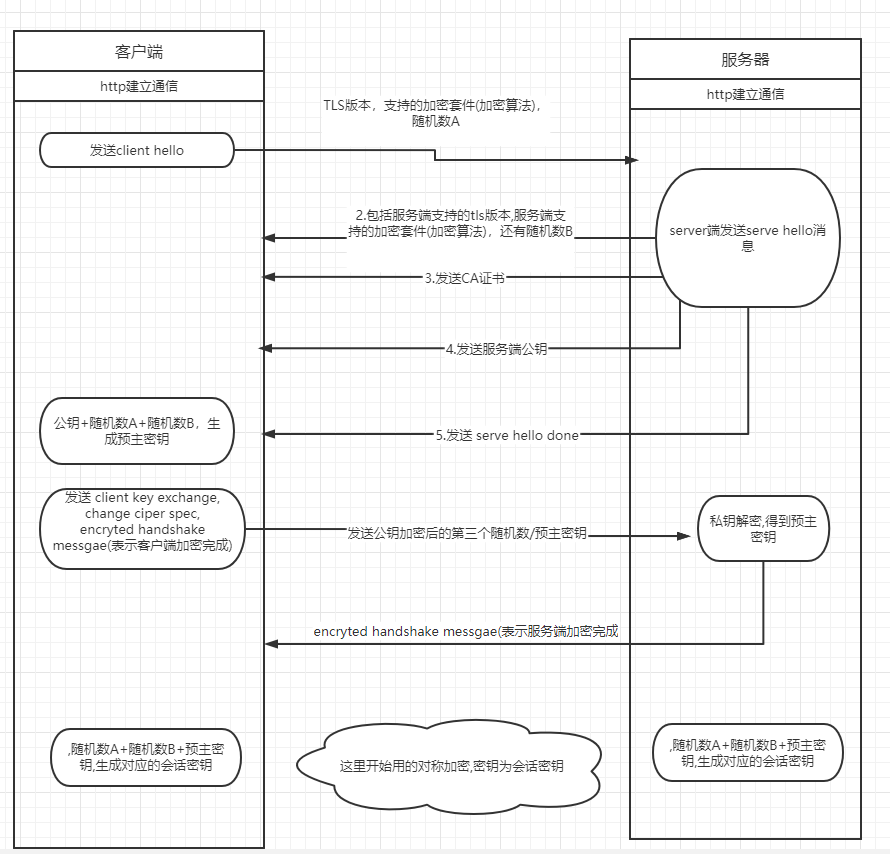 客户端
http建立通信
服务器
http建立通信
TLS版本，支持的加密套件(加密算法)，
随机数A
发送client hello
2.包括服务端支持的tls版本,服务端支
持的加密套件(加密算法)，还有随机数B
server端发送serve hello消
息
3.发送CA证书
4.发送服务端公钥
公钥+随机数A+随机数B，生
成预主密钥
5.发送 serve hello done
发送 client key exchange,
change ciper spec,
encryted handshake
messgae(表示客户端加密完成)
发送公钥加密后的第三个随机数/预主密钥
私钥解密,得到预主
密钥
encryted handshake messgae(表示服务端加密完成
,随机数A+随机数B+预主密
钥,生成对应的会话密钥
这里开始用的对称加密,密钥为会话密钥
,随机数A+随机数B+预主密
钥,生成对应的会话密钥